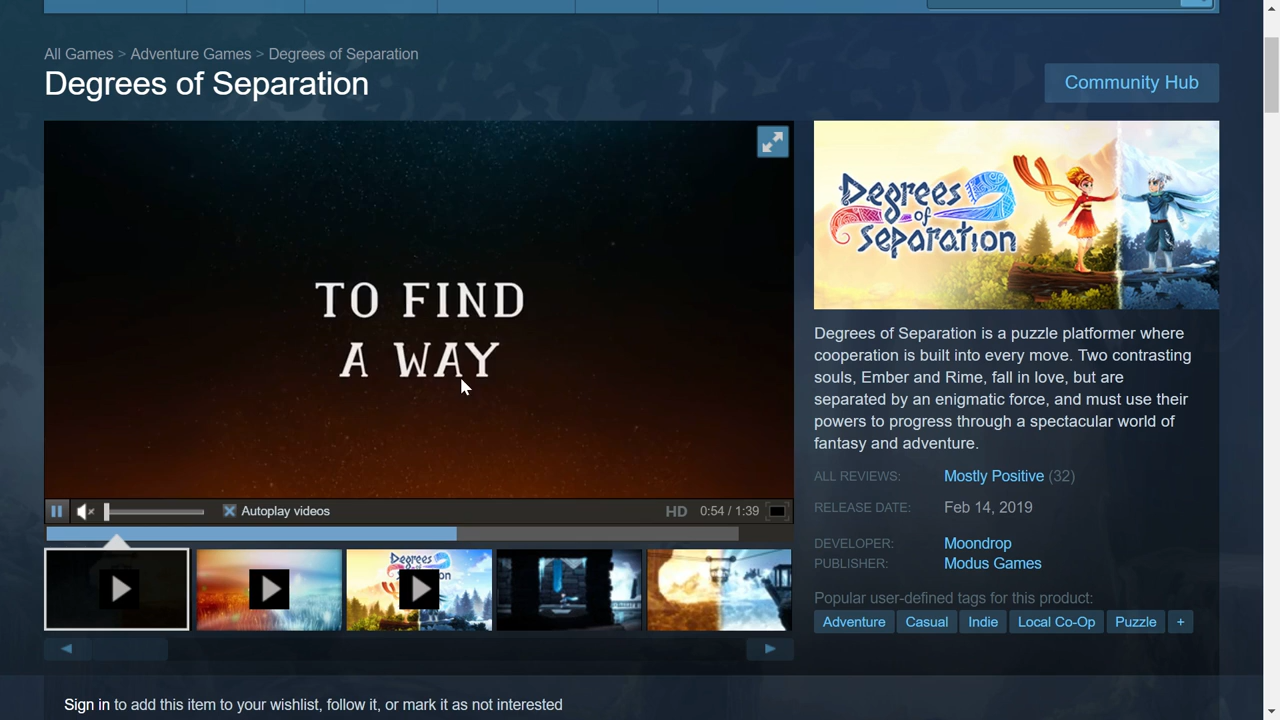 All Games > Adventure Games > Degrees of Separation
Degrees of Separation
Community Hub
TO FIND
A WAY
Degrees
of
Separation
Degrees of Separation is a puzzle platformer where
cooperation is built into every move. Two contrasting
souls, Ember and Rime, fall in love, but are
separated by an enigmatic force, and must use their
powers to progress through a spectacular world of
fantasy and adventure.
ALL REVIEWS: Mostly Positive (32)
RELEASE DATE: Feb 14, 2019
DEVELOPER: Moondrop
PUBLISHER: Modus Games
Popular user-defined tags for this product:
Adventure Casual Indie Local Co-Op Puzzle +
Autoplay videos HD 0:54 / 1:39
Degrees
Sign in to add this item to your wishlist, follow it, or mark it as not interested